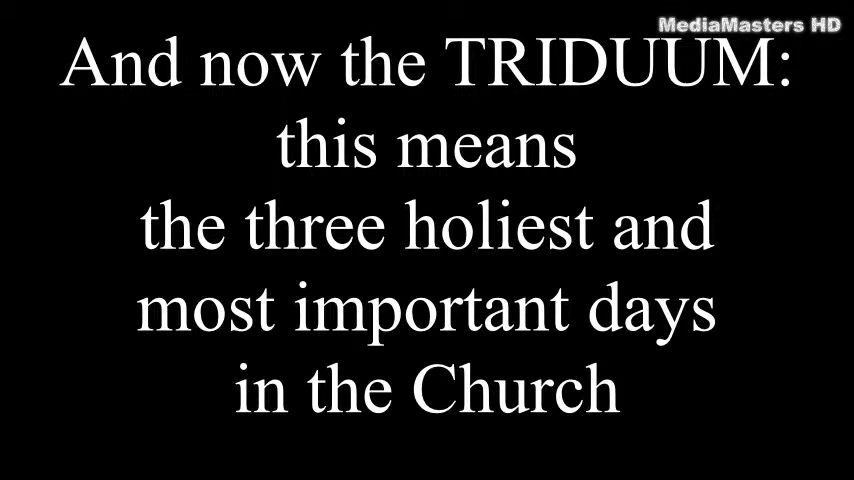 MediaMasters HD
And now the TRIDUUM:
this means
the three holiest and
most important days
in the Church